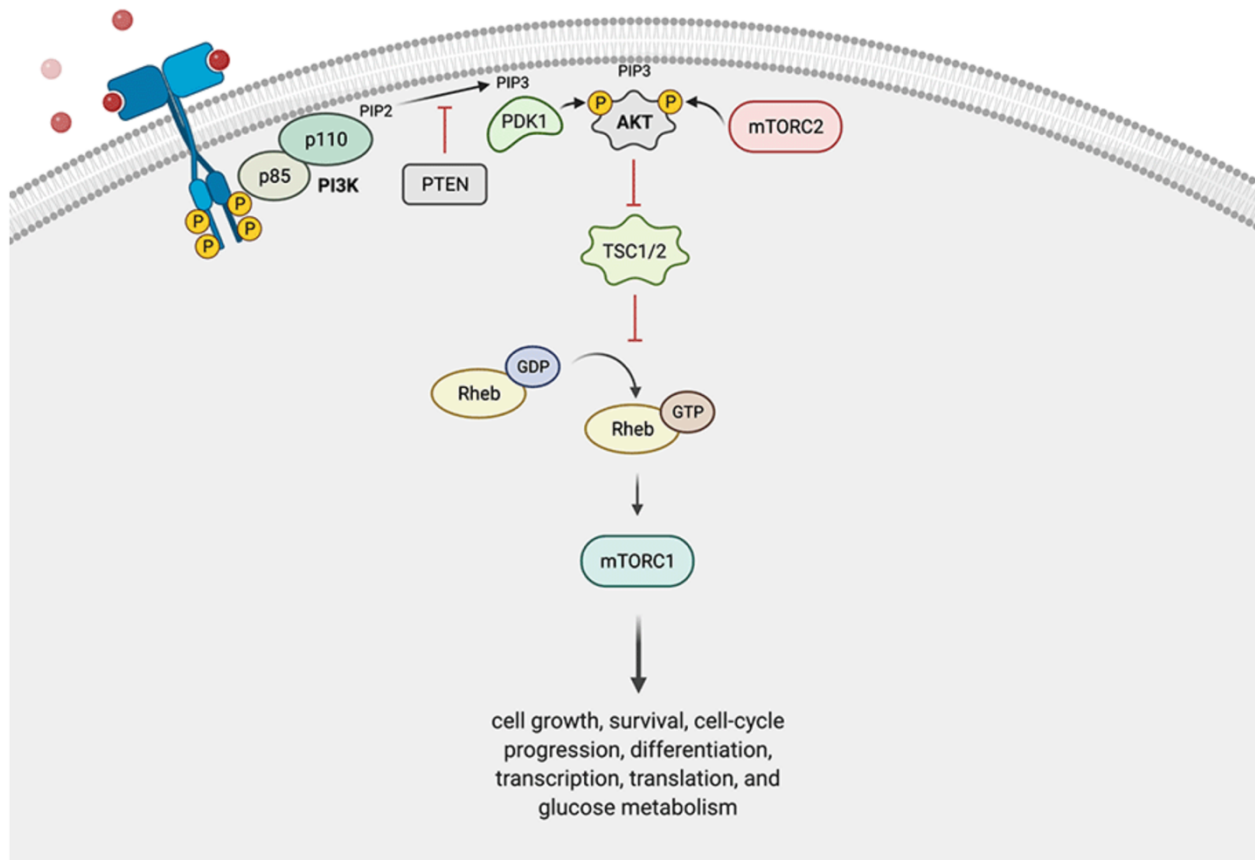 PIP3
PIP3
PIP2
p110
PDK1
P
P
AKT
mTORC2
p85
PI3K
PTEN
P
P
P
P
TSC1/2
GDP
Rheb
GTP
Rheb
mTORC1
cell growth, survival, cell-cycle
progression, differentiation,
transcription, translation, and
glucose metabolism